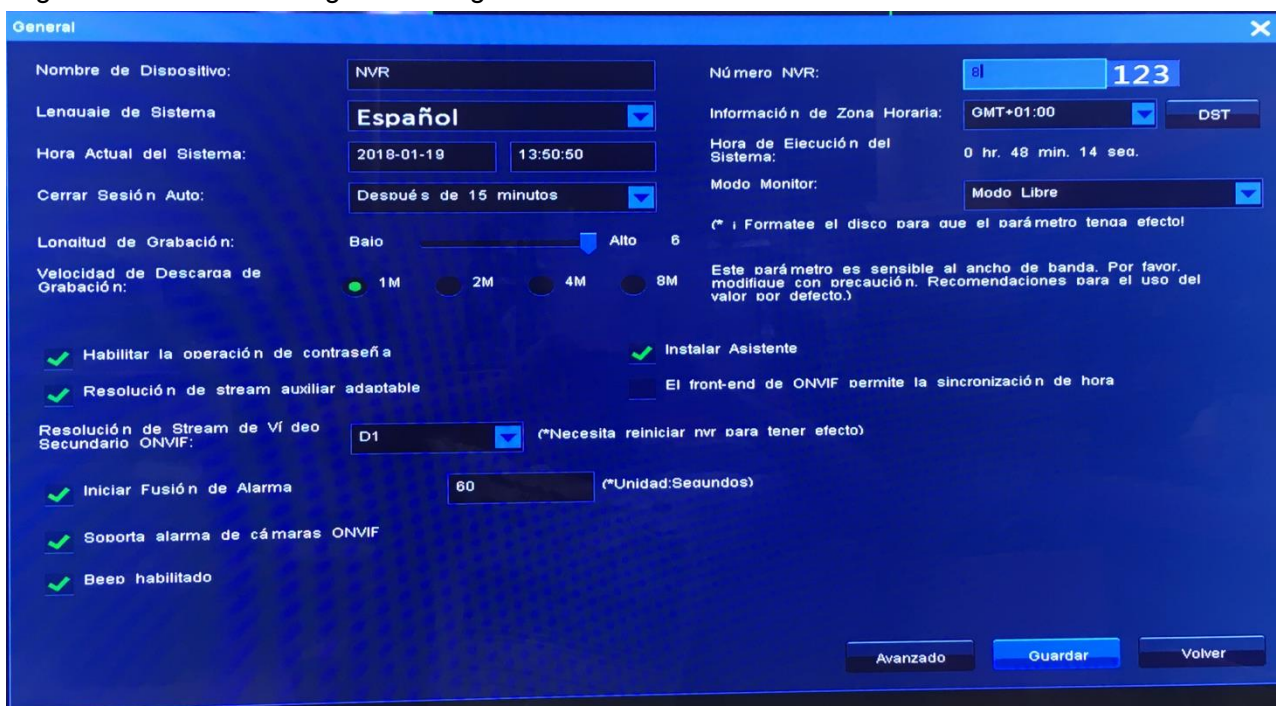 General
Nombre de Dispositivo: NVR Número NVR: 8 123
Lenguaje de Sistema Español Información de Zona Horaria: GMT+01:00 DST
Hora Actual del Sistema: 2018-01-19 13:50:50 Hora de Ejecución del
Sistema: 0 hr. 48 min. 14 seg.
Cerrar Sesión Auto: Después de 15 minutos Modo Monitor: Modo Libre
(* ¡ Formatee el disco para que el parámetro tenga efecto!
Longitud de Grabación: Bajo Alto 6
Velocidad de Descarga de
Grabación: 1M 2M 4M 8M
Este parámetro es sensible al ancho de banda. Por favor,
modifique con precaución. Recomendaciones para el uso del
valor por defecto.)
Habilitar la operación de contraseña Instalar Asistente
Resolución de stream auxiliar adaptable El front-end de ONVIF permite la sincronización de hora
Resolución de Stream de Vídeo
Secundario ONVIF: D1 (*Necesita reiniciar nvr para tener efecto)
Iniciar Fusión de Alarma 60 (*Unidad:Segundos)
Soporta alarma de cámaras ONVIF
Beep habilitado
Avanzado Guardar Volver